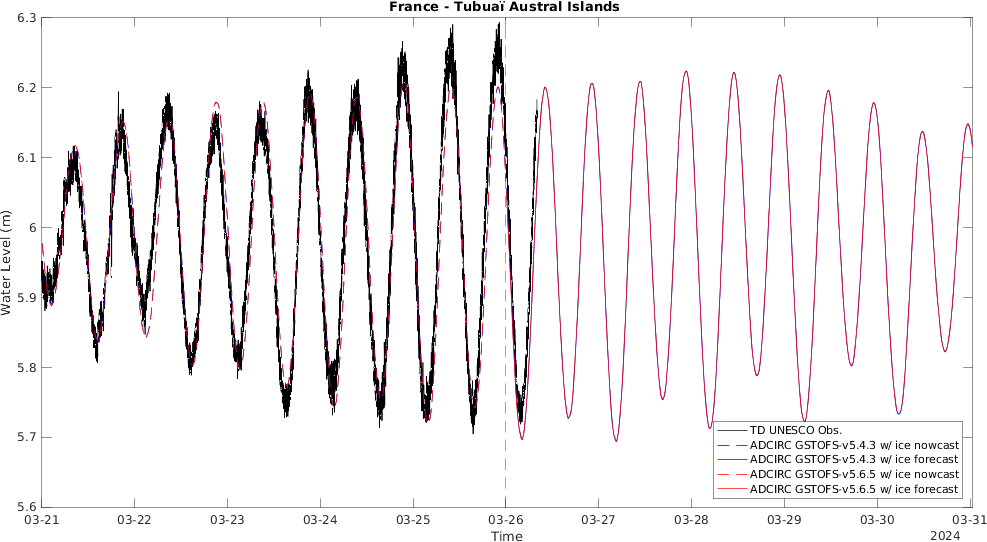 France - Tubuaï Austral Islands
6.3
6.2
6.1
6
5.9
5.8
5.7
5.6
Water Level (m)
TD UNESCO Obs.
ADCIRC GSTOFS-v5.4.3 w/ ice nowcast
ADCIRC GSTOFS-v5.4.3 w/ ice forecast
ADCIRC GSTOFS-v5.6.5 w/ ice nowcast
ADCIRC GSTOFS-v5.6.5 w/ ice forecast
03-21 03-22 03-23 03-24 03-25 03-26 03-27 03-28 03-29 03-30 03-31
Time
2024